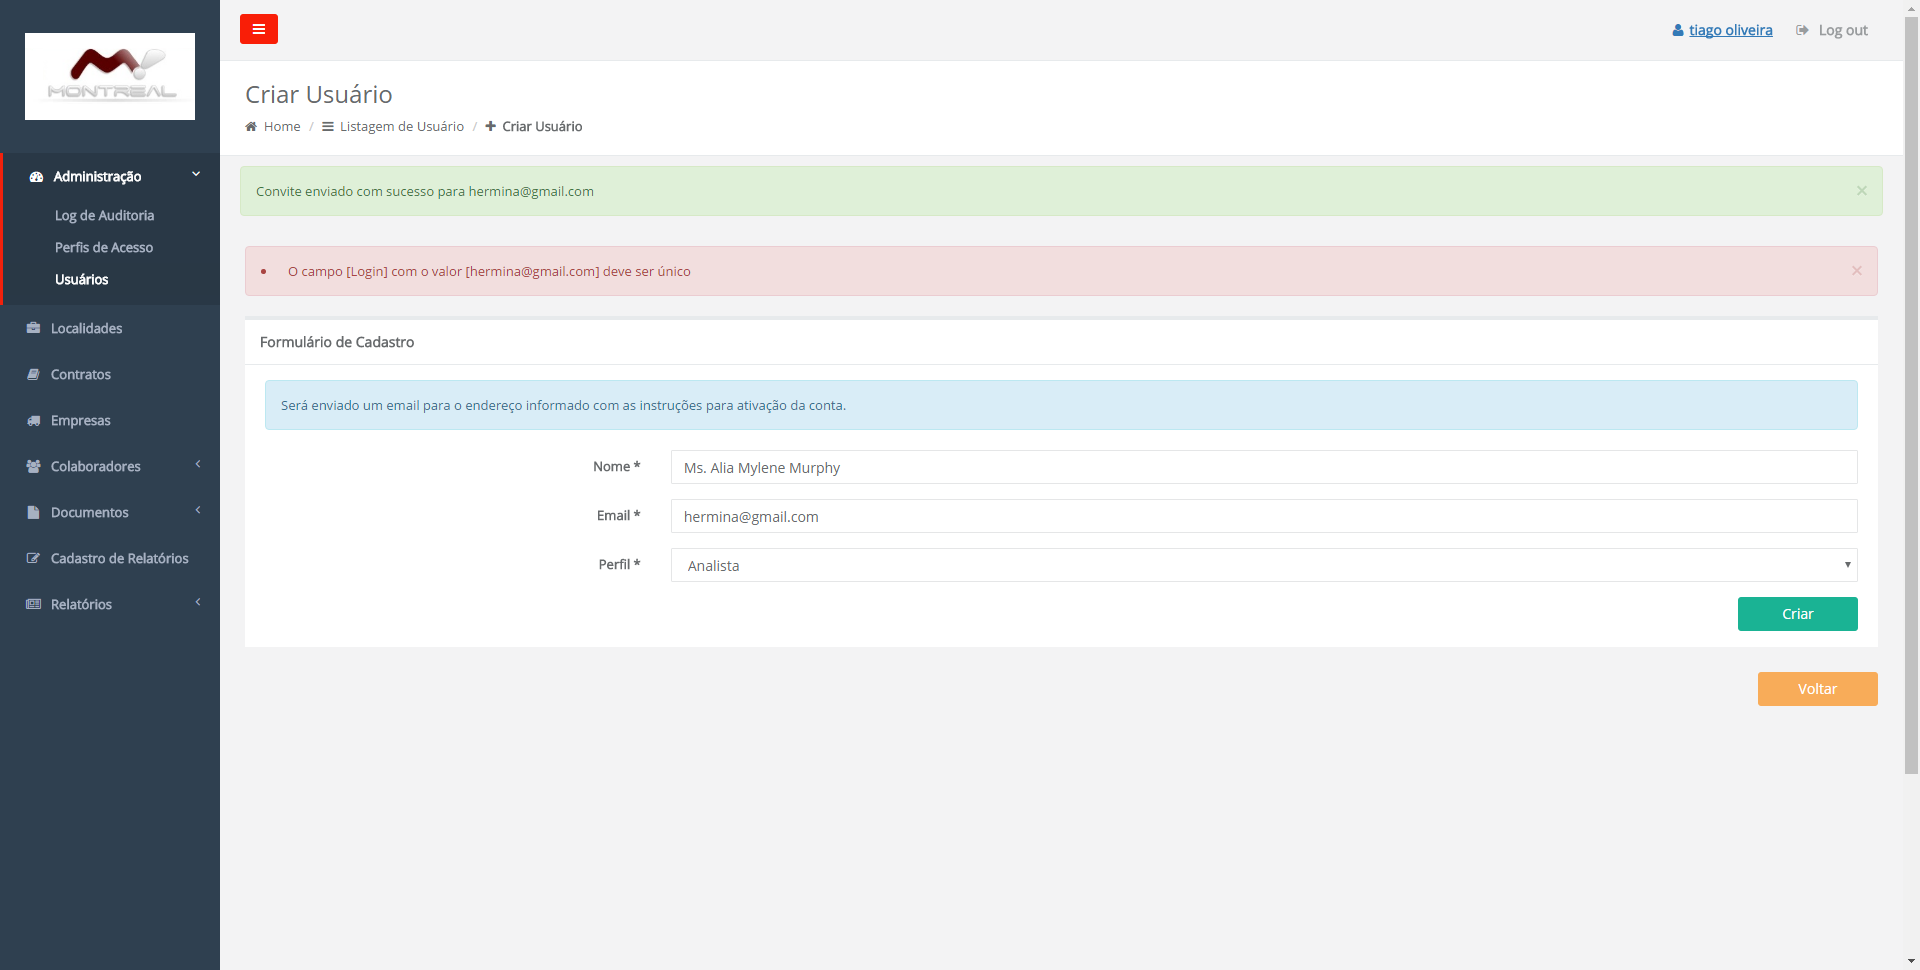 MONTREAL
tiago oliveira
Log out
Criar Usuário
Home / Listagem de Usuário / Criar Usuário
Administração
Log de Auditoria
Perfis de Acesso
Usuários
Localidades
Contratos
Empresas
Colaboradores
Documentos
Cadastro de Relatórios
Relatórios
Convite enviado com sucesso para hermina@gmail.com ×
• O campo [Login] com o valor [hermina@gmail.com] deve ser único ×
Formulário de Cadastro
Será enviado um email para o endereço informado com as instruções para ativação da conta.
Nome * Ms. Alia Mylene Murphy
Email * hermina@gmail.com
Perfil * Analista
Criar
Voltar